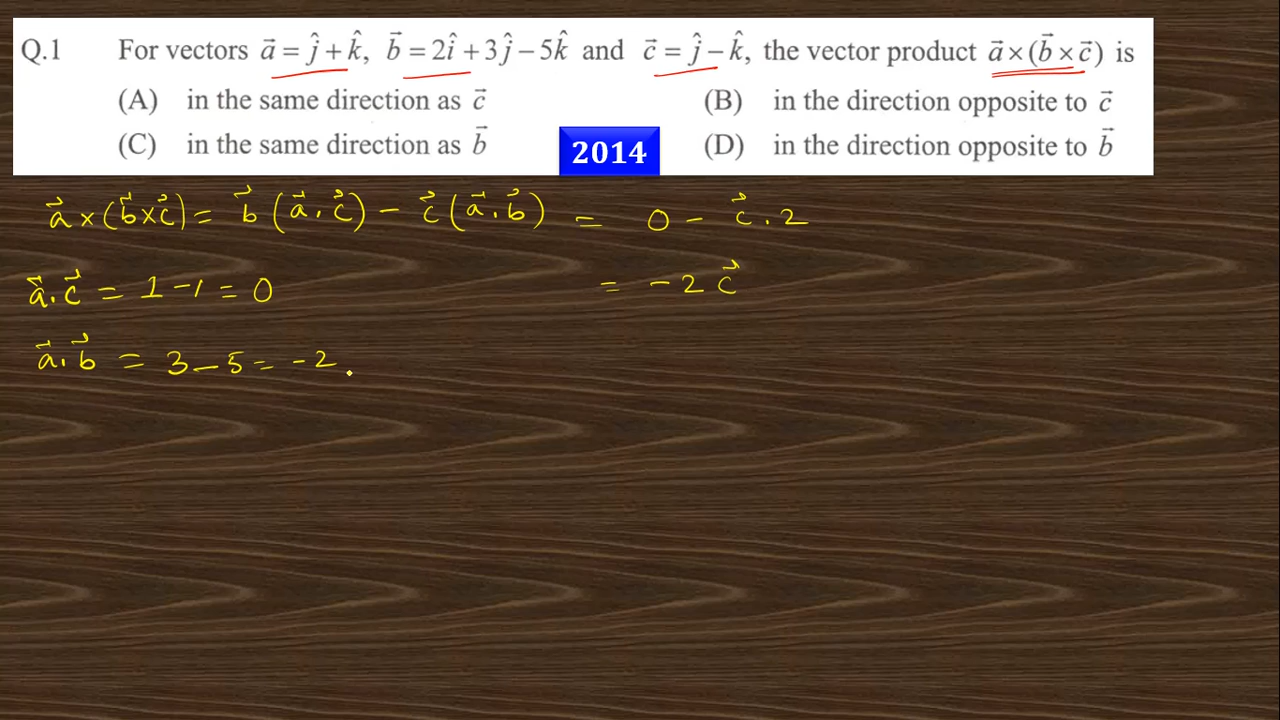 Q.1 For vectors a⃗ = ĵ + k̂, b⃗ = 2î + 3ĵ − 5k̂ and c⃗ = ĵ − k̂, the vector product a⃗ × (b⃗ × c⃗) is
(A) in the same direction as c⃗ (B) in the direction opposite to c⃗
(C) in the same direction as b⃗ (D) in the direction opposite to b⃗
2014
a⃗ × (b⃗ × c⃗) = b⃗ (a⃗ . c⃗) − c⃗ (a⃗ . b⃗) = 0 − c⃗ . 2
= − 2 c⃗
a⃗ . c⃗ = 1 − 1 = 0
a⃗ . b⃗ = 3 − 5 = −2 .